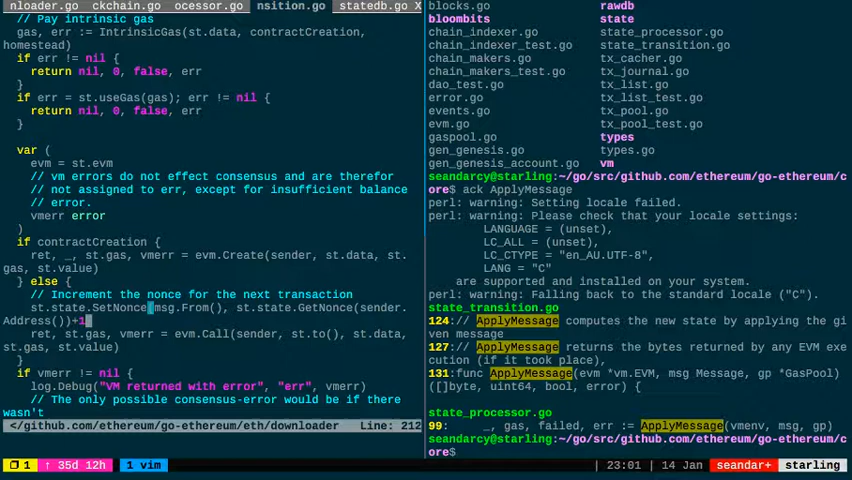 nloader.go  ckchain.go  ocessor.go  nsition.go  statedb.go X
// Pay intrinsic gas
gas, err := IntrinsicGas(st.data, contractCreation,
homestead)
if err != nil {
return nil, 0, false, err
}
if err = st.useGas(gas); err != nil {
return nil, 0, false, err
}
var (
evm = st.evm
// vm errors do not effect consensus and are therefor
// not assigned to err, except for insufficient balance
// error.
vmerr error
)
if contractCreation {
ret, _, st.gas, vmerr = evm.Create(sender, st.data, st.
gas, st.value)
} else {
// Increment the nonce for the next transaction
st.state.SetNonce(msg.From(), st.state.GetNonce(sender.
Address())+1
ret, st.gas, vmerr = evm.Call(sender, st.to(), st.data,
st.gas, st.value)
}
if vmerr != nil {
log.Debug("VM returned with error", "err", vmerr)
// The only possible consensus-error would be if there
wasn't
</github.com/ethereum/go-ethereum/eth/downloader  Line: 212
blocks.go  rawdb
bloombits  state
chain_indexer.go  state_processor.go
chain_indexer_test.go  state_transition.go
chain_makers.go  tx_cacher.go
chain_makers_test.go  tx_journal.go
dao_test.go  tx_list.go
error.go  tx_list_test.go
events.go  tx_pool.go
evm.go  tx_pool_test.go
gaspool.go  types
gen_genesis.go  types.go
gen_genesis_account.go  vm
seandarcy@starling:~/go/src/github.com/ethereum/go-ethereum/c
ore$ ack ApplyMessage
perl: warning: Setting locale failed.
perl: warning: Please check that your locale settings:
LANGUAGE = (unset),
LC_ALL = (unset),
LC_CTYPE = "en_AU.UTF-8",
LANG = "C"
are supported and installed on your system.
perl: warning: Falling back to the standard locale ("C").
state_transition.go
124:// ApplyMessage computes the new state by applying the gi
ven message
127:// ApplyMessage returns the bytes returned by any EVM exe
cution (if it took place),
131:func ApplyMessage(evm *vm.EVM, msg Message, gp *GasPool)
([]byte, uint64, bool, error) {
state_processor.go
99:  _, gas, failed, err := ApplyMessage(vmenv, msg, gp)
seandarcy@starling:~/go/src/github.com/ethereum/go-ethereum/c
ore$
1  ↑ 35d 12h  1 vim  | 23:01 | 14 Jan  seandar+  starling